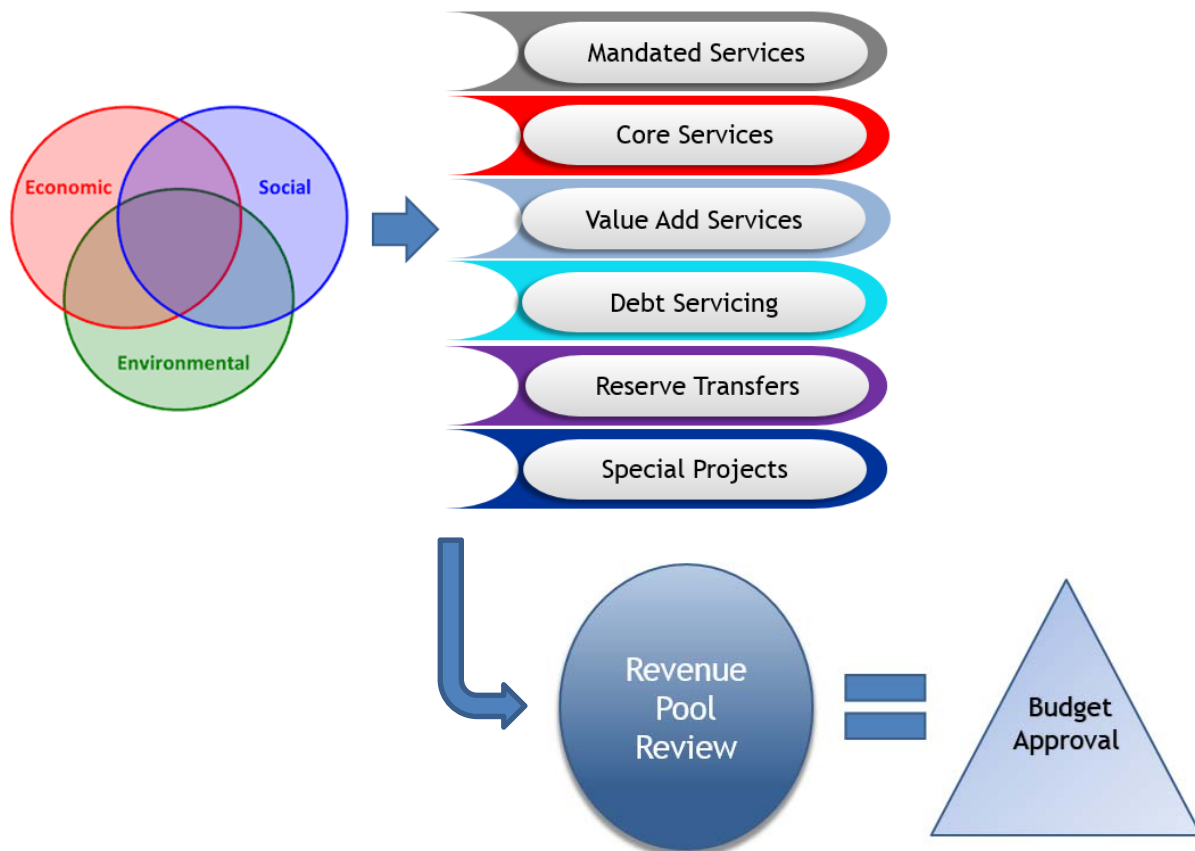 Economic
Social
Environmental
Mandated Services
Core Services
Value Add Services
Debt Servicing
Reserve Transfers
Special Projects
Revenue
Pool
Review
Budget
Approval